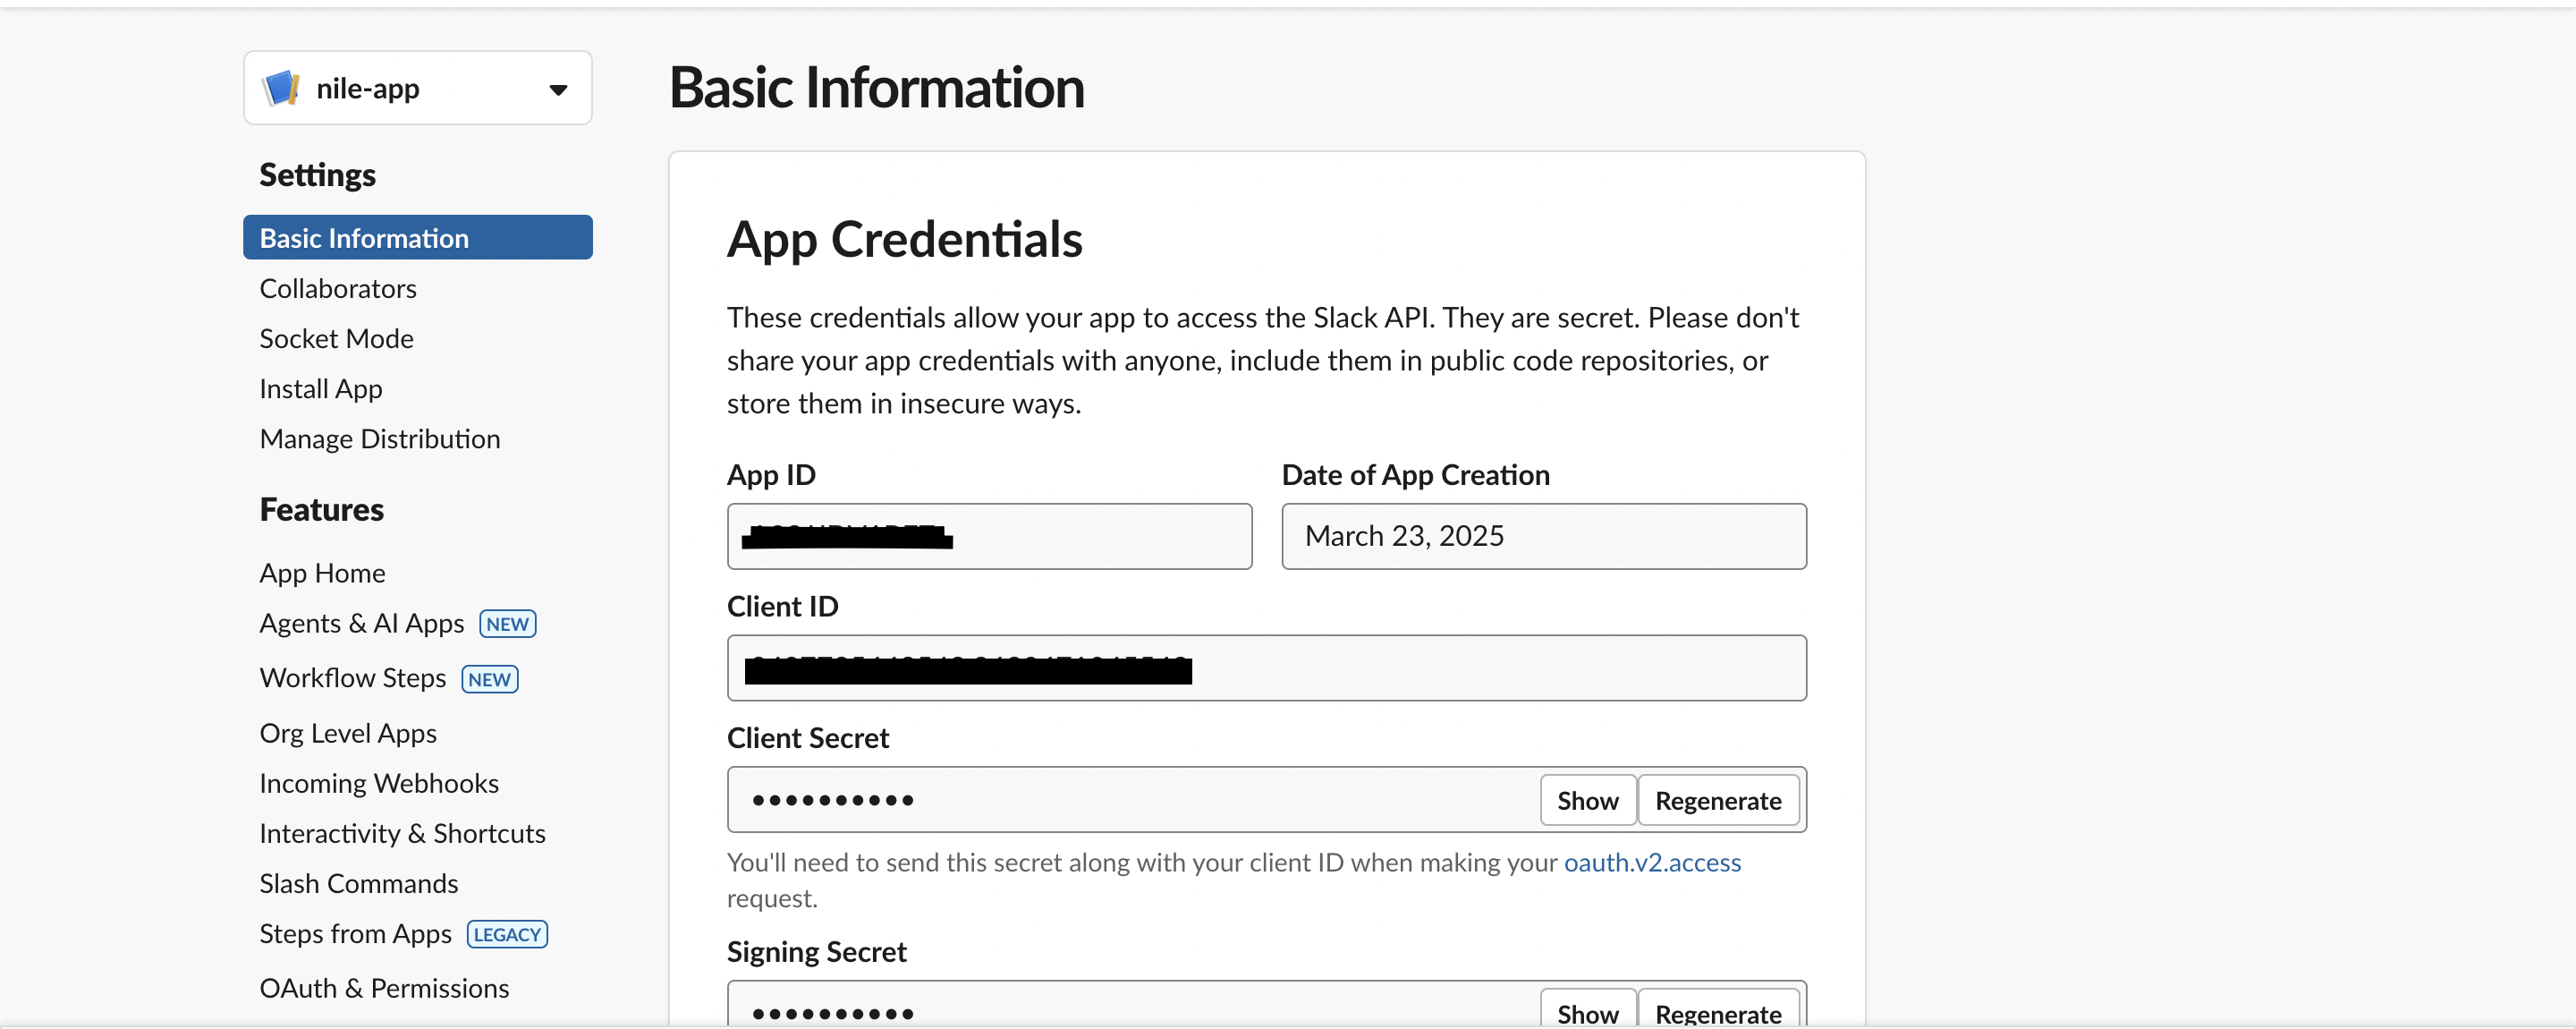 nile-app
Settings
Basic Information
Collaborators
Socket Mode
Install App
Manage Distribution
Features
App Home
Agents & AI Apps NEW
Workflow Steps NEW
Org Level Apps
Incoming Webhooks
Interactivity & Shortcuts
Slash Commands
Steps from Apps LEGACY
OAuth & Permissions
Basic Information
App Credentials
These credentials allow your app to access the Slack API. They are secret. Please don't
share your app credentials with anyone, include them in public code repositories, or
store them in insecure ways.
App ID
Date of App Creation
March 23, 2025
Client ID
Client Secret
•••••••••• Show Regenerate
You'll need to send this secret along with your client ID when making your oauth.v2.access
request.
Signing Secret
•••••••••• Show Regenerate